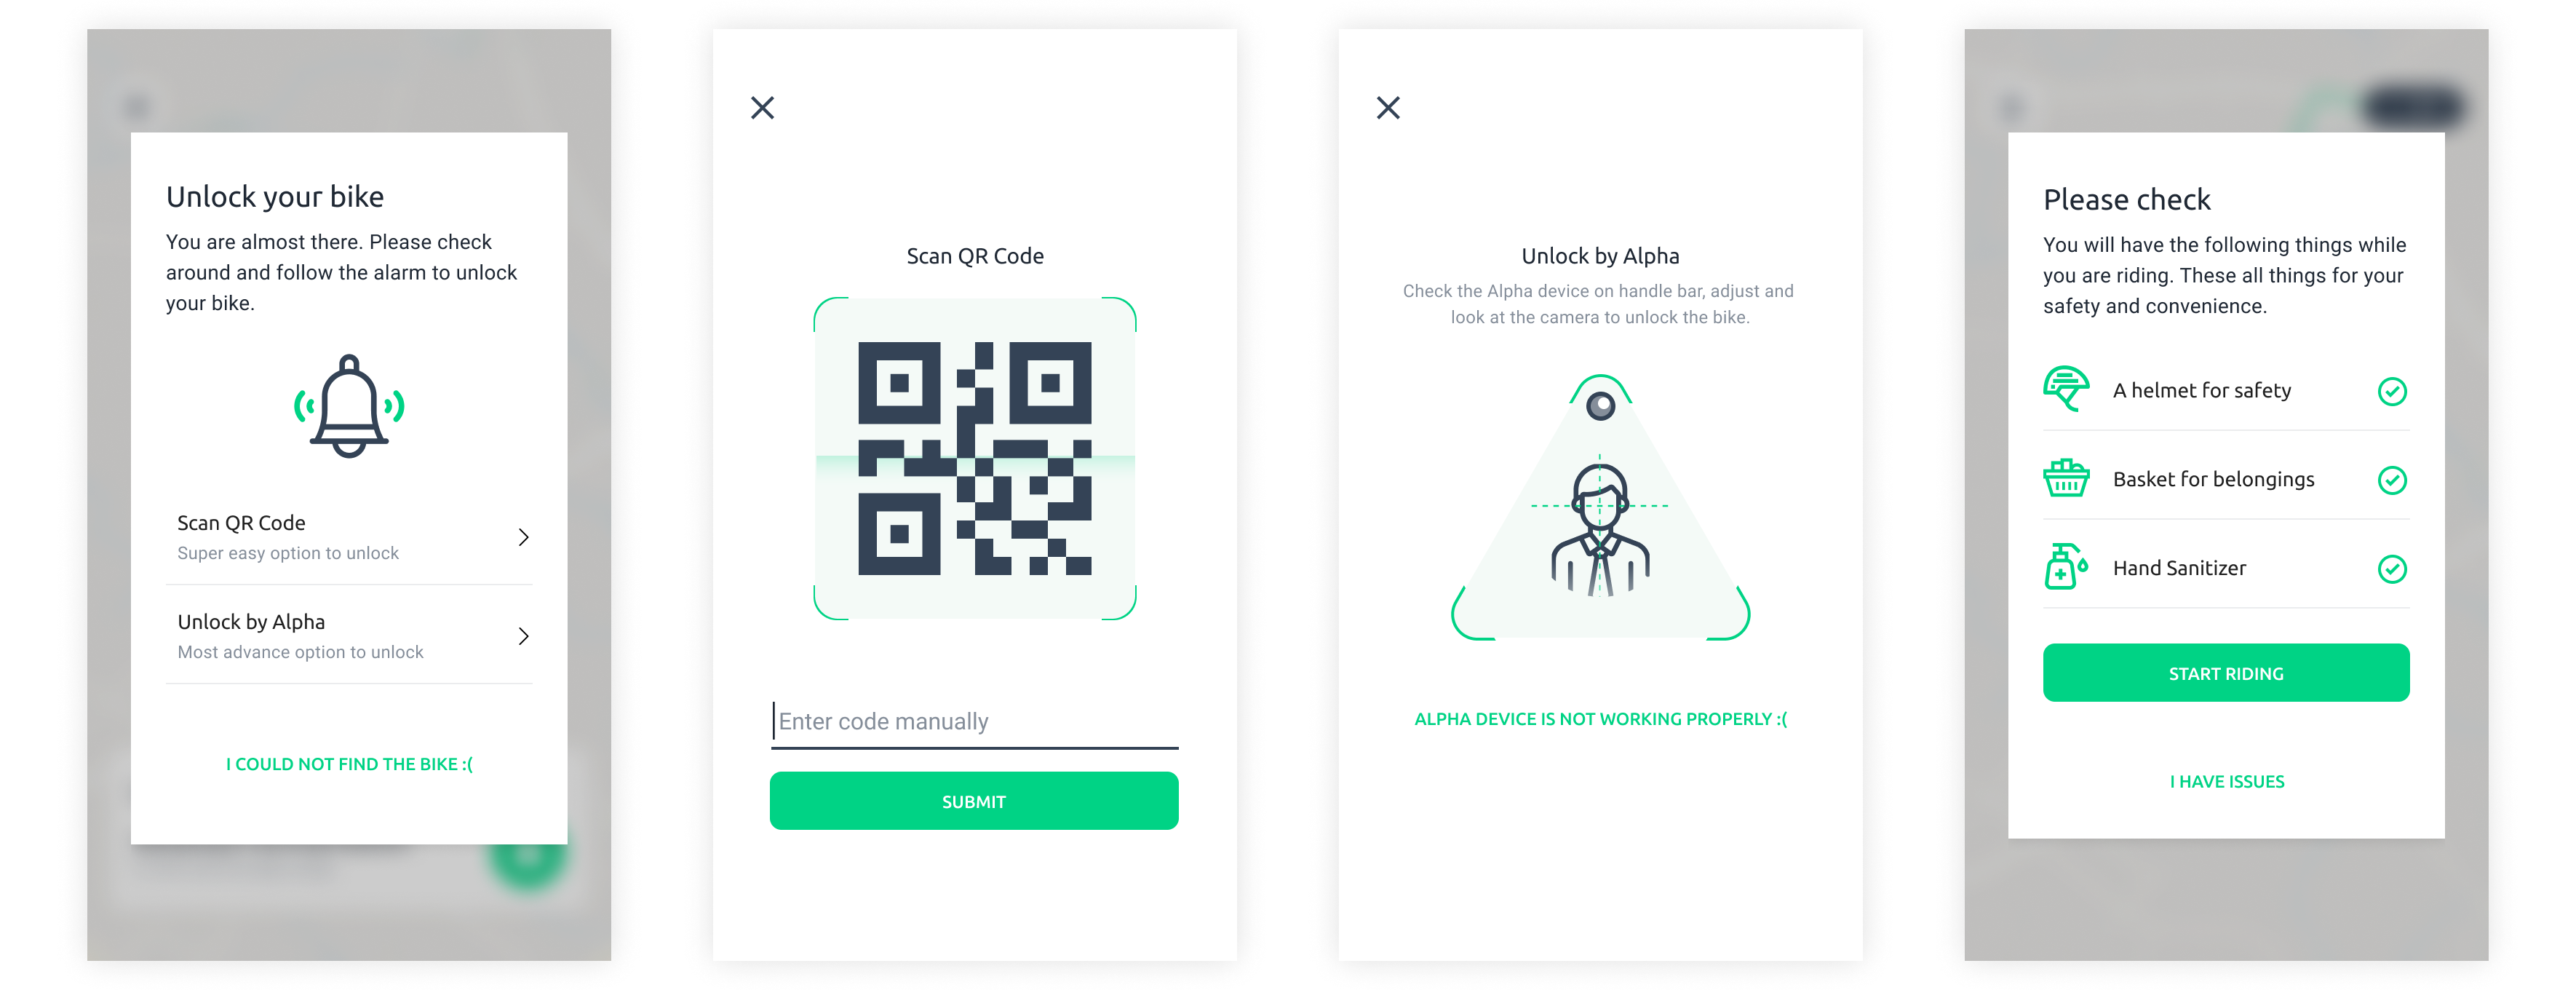 Unlock your bike
You are almost there. Please check
around and follow the alarm to unlock
your bike.
Scan QR Code
Super easy option to unlock
Unlock by Alpha
Most advance option to unlock
I COULD NOT FIND THE BIKE :(
Scan QR Code
Enter code manually
SUBMIT
Unlock by Alpha
Check the Alpha device on handle bar, adjust and
look at the camera to unlock the bike.
ALPHA DEVICE IS NOT WORKING PROPERLY :(
Please check
You will have the following things while
you are riding. These all things for your
safety and convenience.
A helmet for safety
Basket for belongings
Hand Sanitizer
START RIDING
I HAVE ISSUES